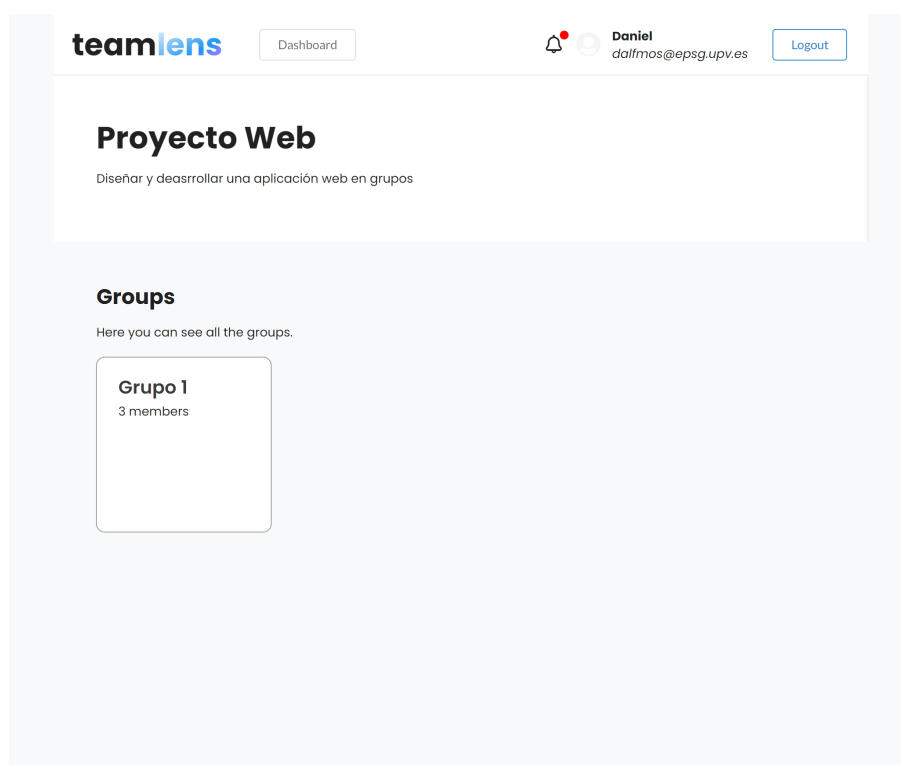 teamlens
Dashboard
Daniel
dalfmos@epsg.upv.es
Logout
Proyecto Web
Diseñar y deasrrollar una aplicación web en grupos
Groups
Here you can see all the groups.
Grupo 1
3 members